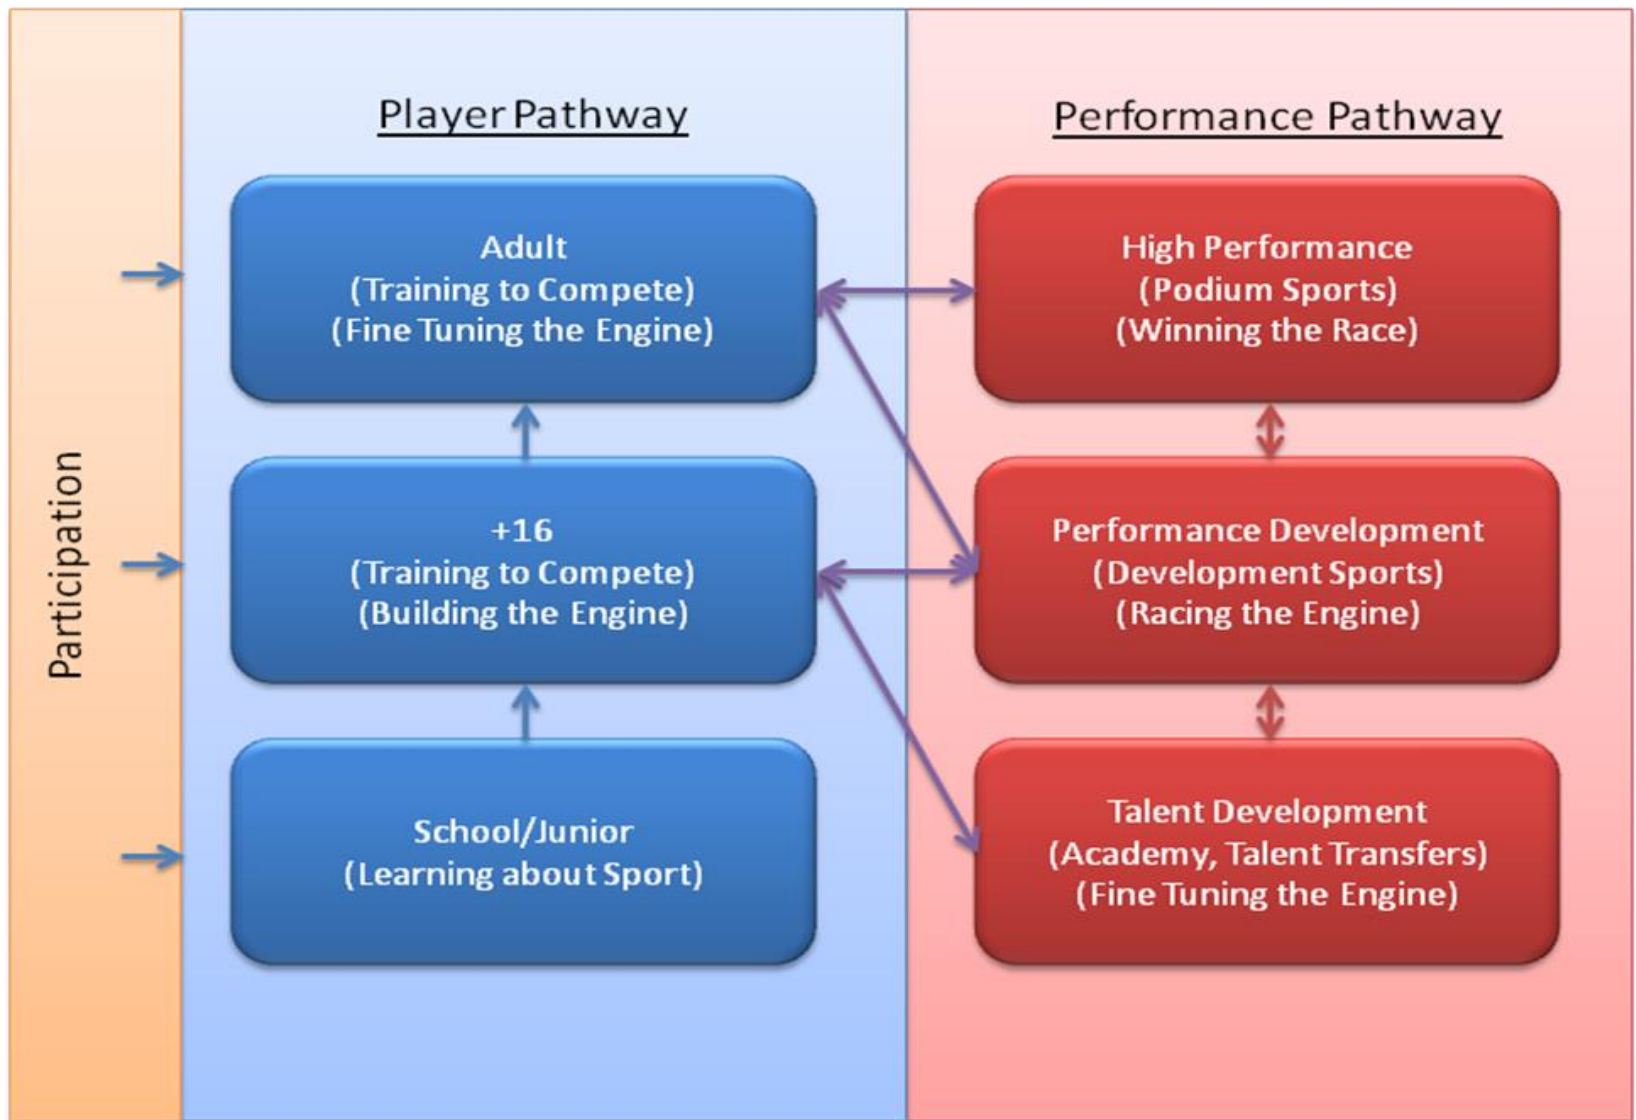 Participation
Player Pathway
Adult
(Training to Compete)
(Fine Tuning the Engine)
+16
(Training to Compete)
(Building the Engine)
School/Junior
(Learning about Sport)
Performance Pathway
High Performance
(Podium Sports)
(Winning the Race)
Performance Development
(Development Sports)
(Racing the Engine)
Talent Development
(Academy, Talent Transfers)
(Fine Tuning the Engine)